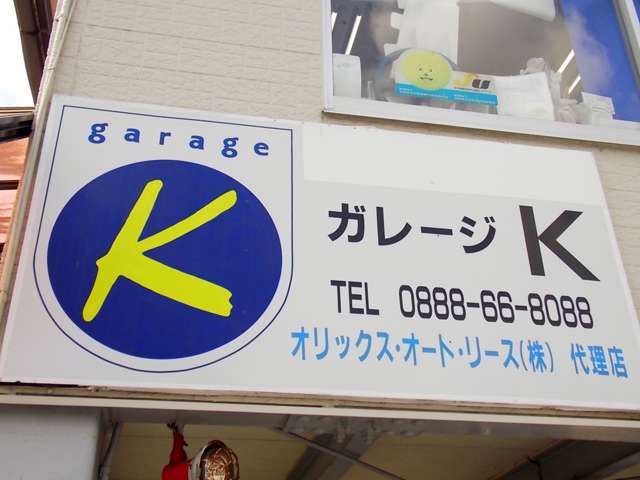 garage
K
ガレージ K
TEL 0888-66-8088
オリックス・オート・リース(株) 代理店